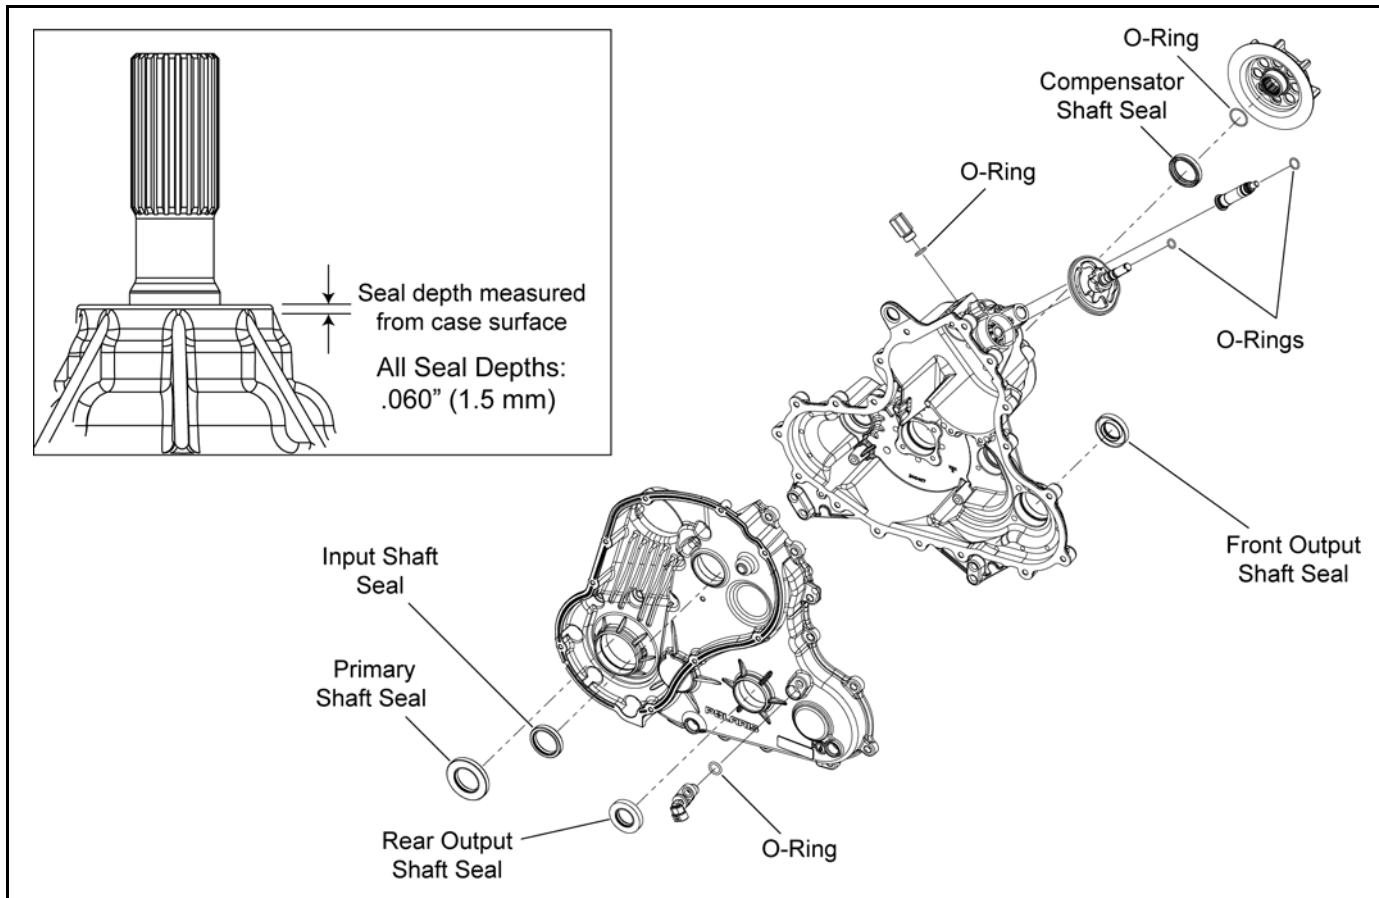 O-Ring
Compensator
Shaft Seal
O-Ring
Seal depth measured
from case surface
All Seal Depths:
.060” (1.5 mm)
O-Rings
Front Output
Shaft Seal
Input Shaft
Seal
Primary
Shaft Seal
POLARIS
Rear Output
Shaft Seal
O-Ring